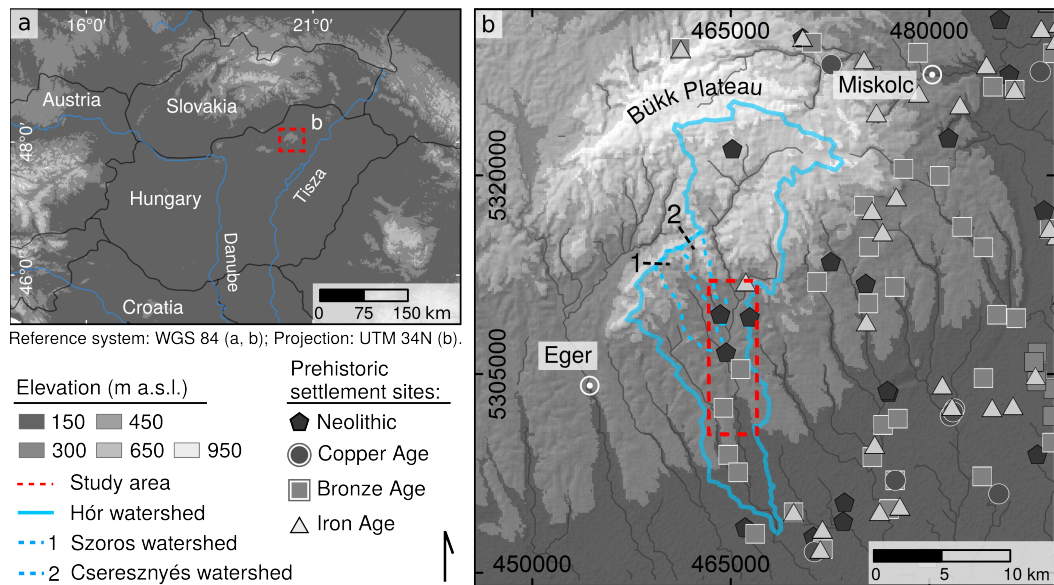 a
16°0′
21°0′
Austria
Slovakia
b
48°0′
Hungary
Tisza
Danube
46°0′
Croatia
0 75 150 km
Reference system: WGS 84 (a, b); Projection: UTM 34N (b).
Elevation (m a.s.l.)
150 450
300 650 950
Study area
Hór watershed
1 Szoros watershed
2 Cseresznyés watershed
Prehistoric
settlement sites:
Neolithic
Copper Age
Bronze Age
Iron Age
b
465000
480000
Bükk Plateau
Miskolc
5320000
2
1
Eger
5305000
450000
465000
0 5 10 km